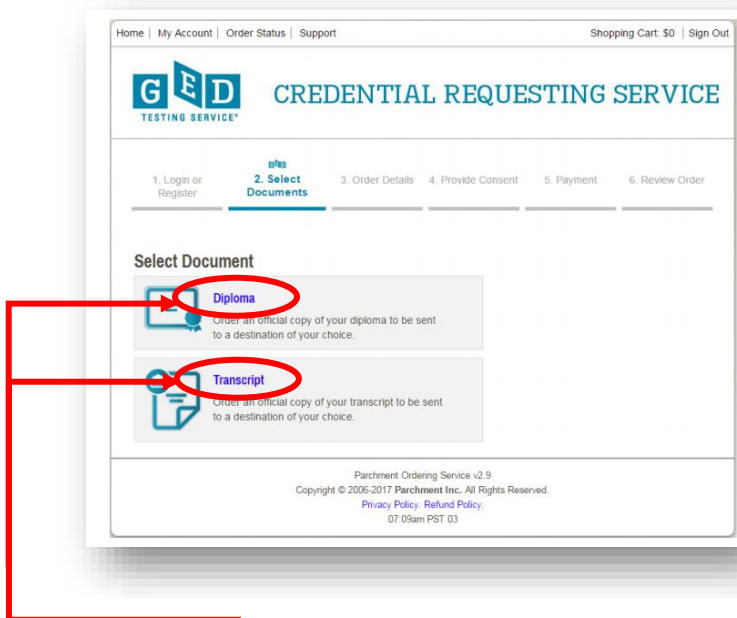 Home | My Account | Order Status | Support Shopping Cart: $0 | Sign Out
GED
TESTING SERVICE®
CREDENTIAL REQUESTING SERVICE
1. Login or Register
GED
2. Select Documents
3. Order Details
4. Provide Consent
5. Payment
6. Review Order
Select Document
Diploma
Order an official copy of your diploma to be sent
to a destination of your choice.
Transcript
Order an official copy of your transcript to be sent
to a destination of your choice.
Parchment Ordering Service v2.9
Copyright © 2006-2017 Parchment Inc. All Rights Reserved.
Privacy Policy. Refund Policy.
07:09am PST 03